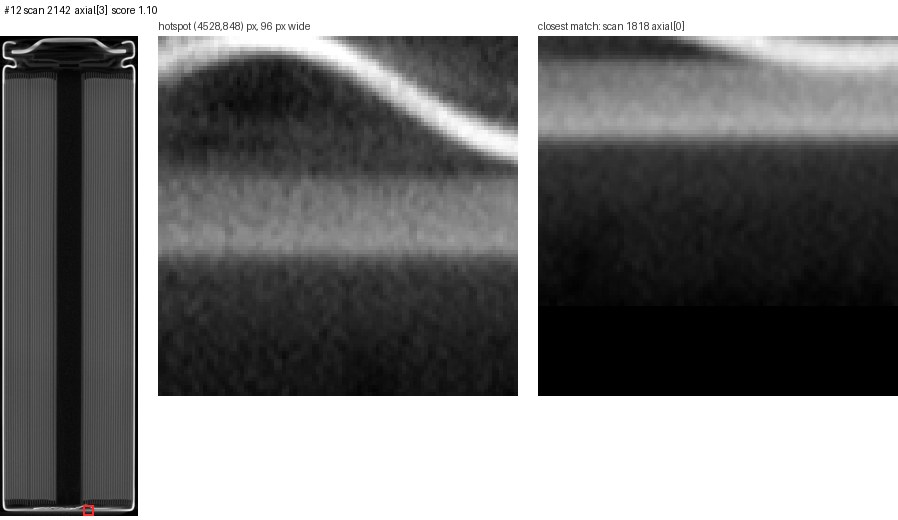 #12 scan 2142 axial[3] score 1.10
hotspot (4528,848) px, 96 px wide
closest match: scan 1818 axial[0]